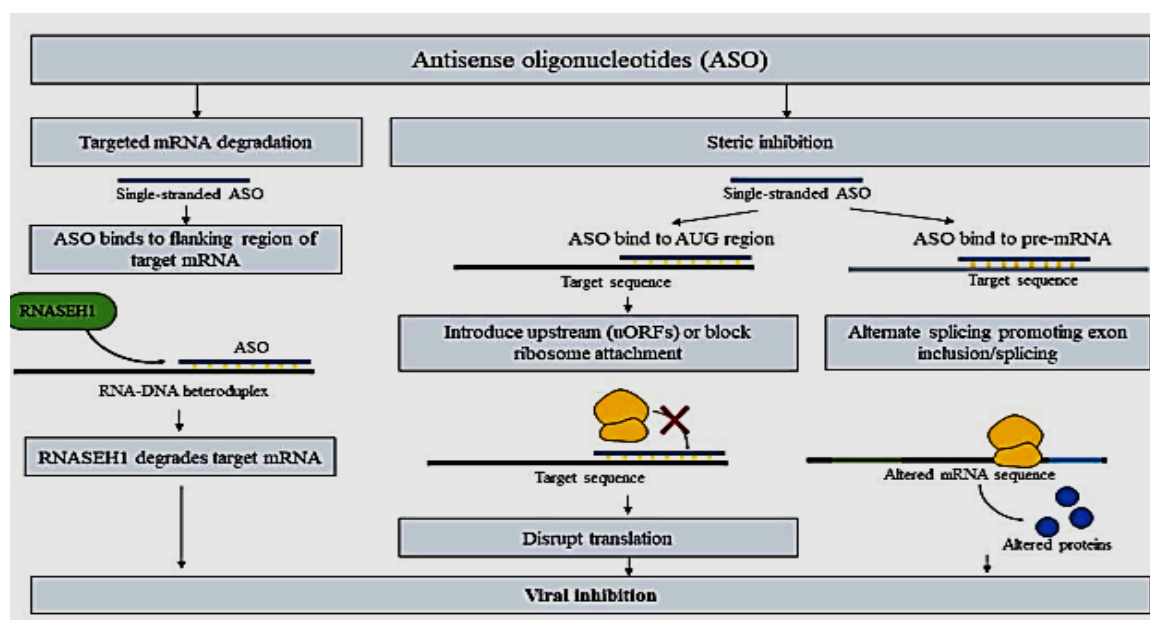 Antisense oligonucleotides (ASO)
Targeted mRNA degradation
Single-stranded ASO
ASO binds to flanking region of
target mRNA
RNASEH1
ASO
RNA-DNA heteroduplex
RNASEH1 degrades target mRNA
Steric inhibition
Single-stranded ASO
ASO bind to AUG region
Target sequence
Introduce upstream (uORFs) or block
ribosome attachment
Target sequence
Disrupt translation
ASO bind to pre-mRNA
Target sequence
Alternate splicing promoting exon
inclusion/splicing
Altered mRNA sequence
Altered proteins
Viral inhibition